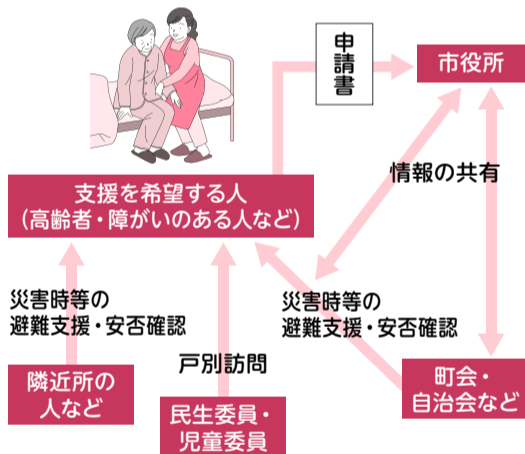 申請書
市役所
情報の共有
支援を希望する人
（高齢者・障がいのある人など）
災害時等の
避難支援・安否確認
災害時等の
避難支援・安否確認
戸別訪問
隣近所の
人など
民生委員・
児童委員
町会・
自治会など